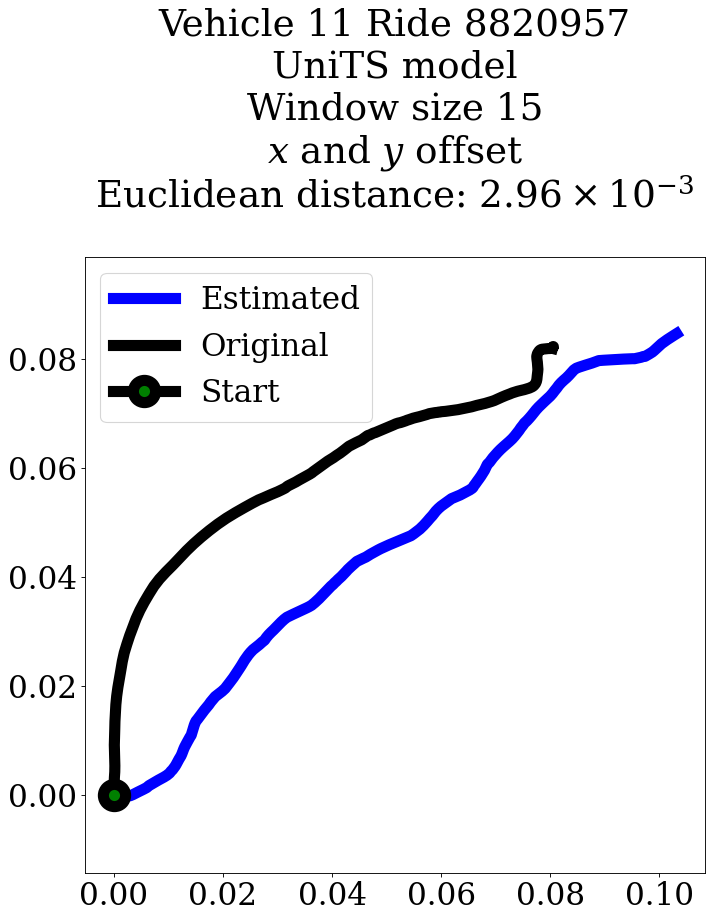 Vehicle 11 Ride 8820957
UniTS model
Window size 15
x and y offset
Euclidean distance: 2.96 × 10⁻³
Estimated
Original
Start
0.08
0.06
0.04
0.02
0.00
0.00 0.02 0.04 0.06 0.08 0.10